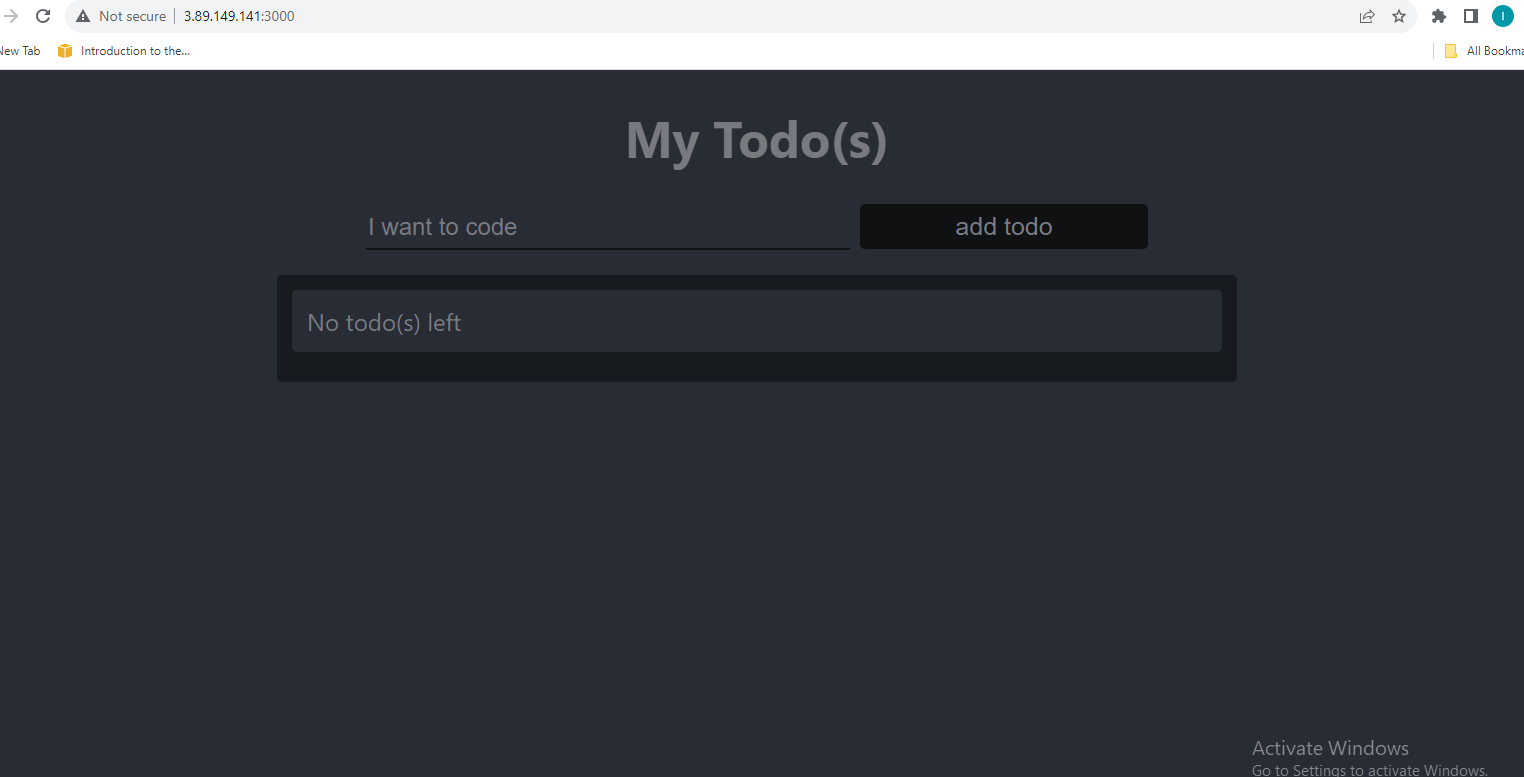 Not secure 3.89.149.141:3000
New Tab Introduction to the... All Bookma
My Todo(s)
I want to code add todo
No todo(s) left
Activate Windows
Go to Settings to activate Windows.